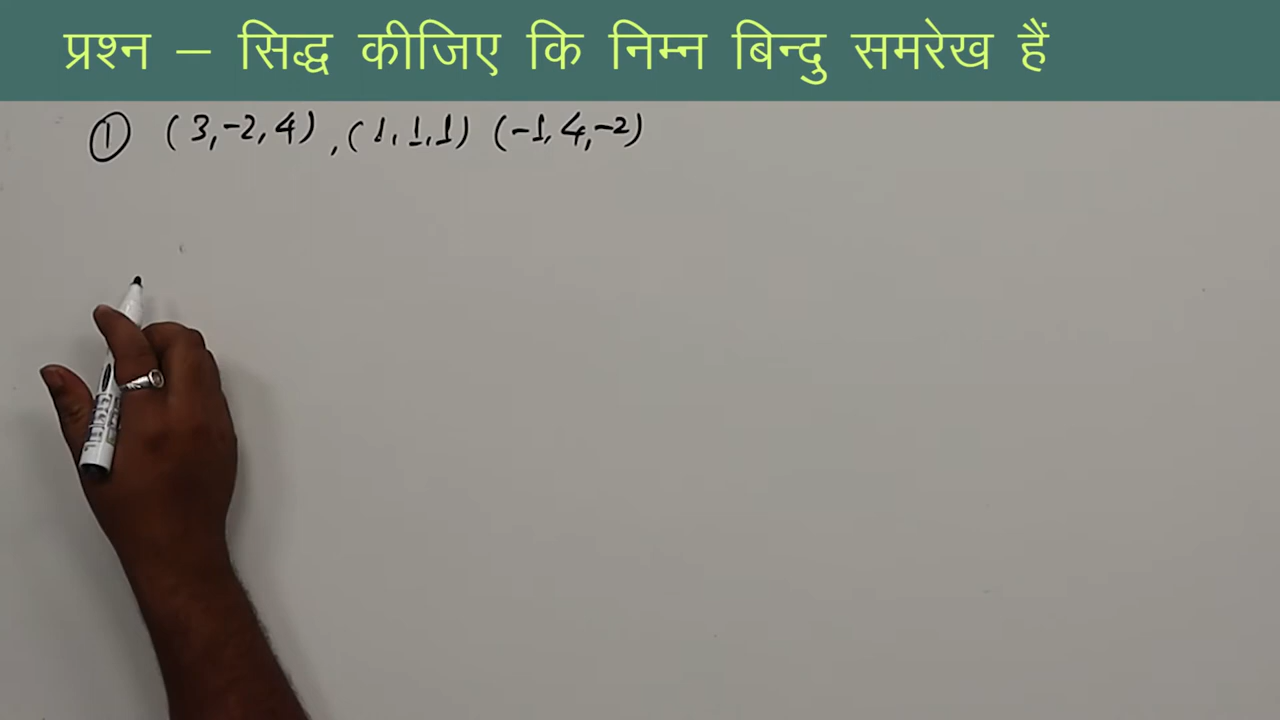 प्रश्न – सिद्ध कीजिए कि निम्न बिन्दु समरेख हैं
① (3,-2,4) , (1,1,1) (-1,4,-2)